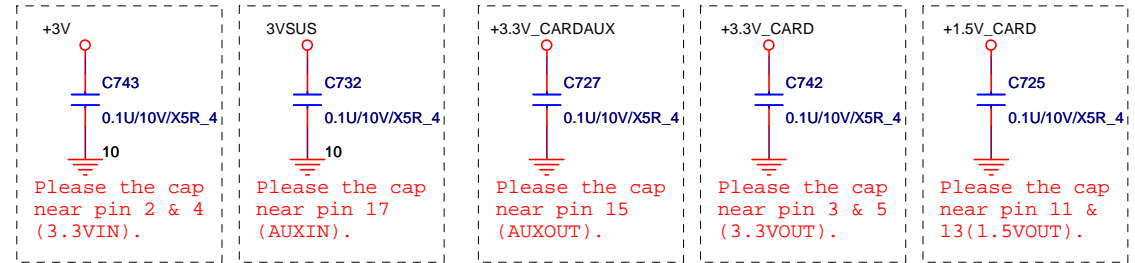 +3V
C743
0.1U/10V/X5R_4
10
Please the cap
near pin 2 & 4
(3.3VIN).
3VSUS
C732
0.1U/10V/X5R_4
10
Please the cap
near pin 17
(AUXIN).
+3.3V_CARDAUX
C727
0.1U/10V/X5R_4
Please the cap
near pin 15
(AUXOUT).
+3.3V_CARD
C742
0.1U/10V/X5R_4
Please the cap
near pin 3 & 5
(3.3VOUT).
+1.5V_CARD
C725
0.1U/10V/X5R_4
Please the cap
near pin 11 &
13(1.5VOUT).